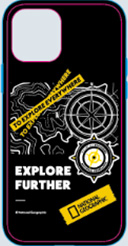 TO EXPLORE EVERYWHERE
EXPLORE
FURTHER
#NationalGeographic
NATIONAL
GEOGRAPHIC